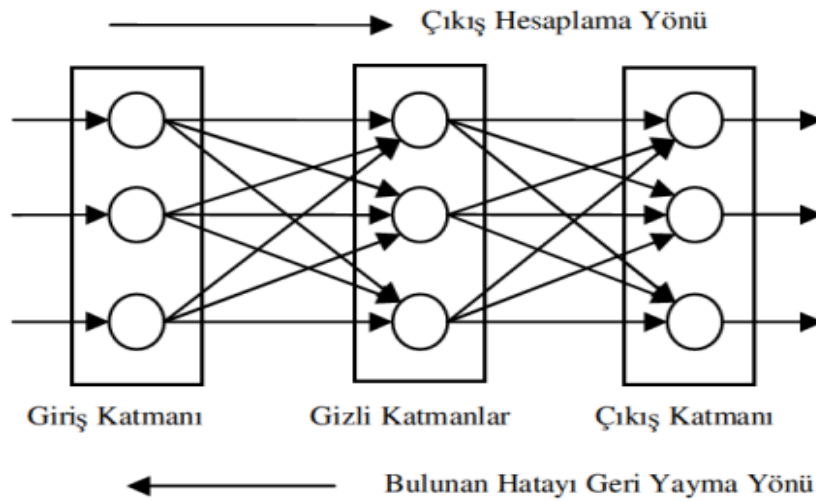 Çıkış Hesaplama Yönü
Giriş Katmanı
Gizli Katmanlar
Çıkış Katmanı
Bulunan Hatayı Geri Yayma Yönü